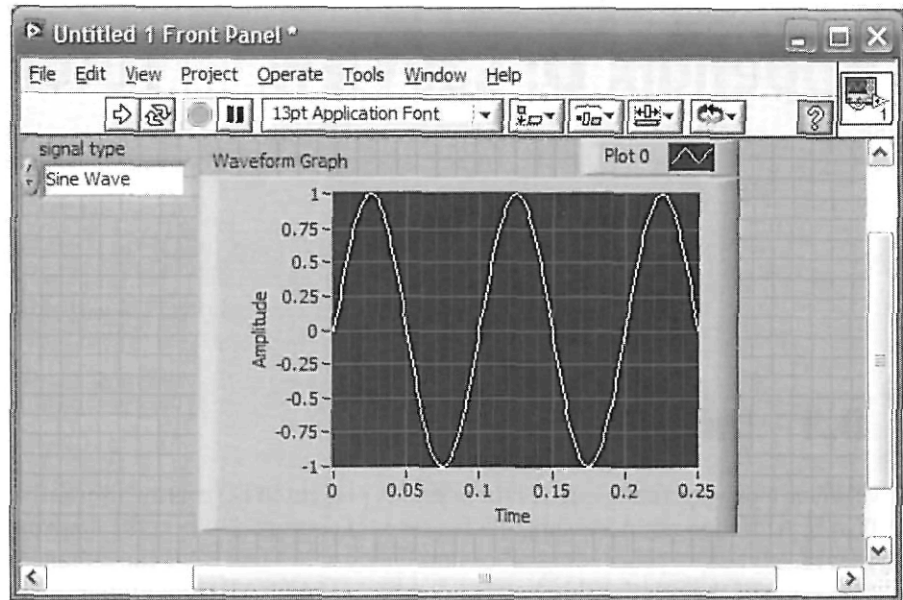 Untitled 1 Front Panel *
File Edit View Project Operate Tools Window Help
13pt Application Font
?
1
signal type
Sine Wave
Waveform Graph
Plot 0
1
0.75
0.5
0.25
0
-0.25
-0.5
-0.75
-1
Amplitude
0 0.05 0.1 0.15 0.2 0.25
Time